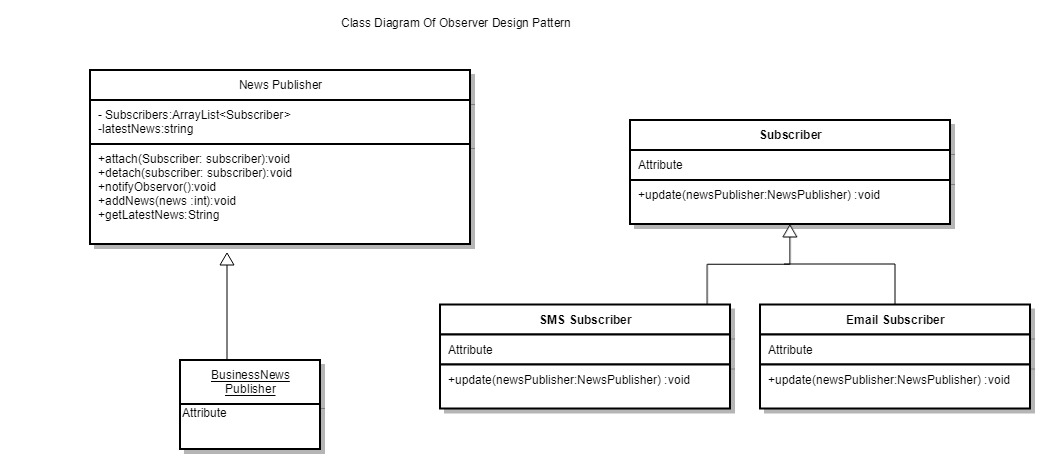 Class Diagram Of Observer Design Pattern
News Publisher
- Subscribers:ArrayList<Subscriber>
-latestNews:string
+attach(Subscriber: subscriber):void
+detach(subscriber: subscriber):void
+notifyObservor():void
+addNews(news :int):void
+getLatestNews:String
Subscriber
Attribute
+update(newsPublisher:NewsPublisher) :void
SMS Subscriber
Attribute
+update(newsPublisher:NewsPublisher) :void
Email Subscriber
Attribute
+update(newsPublisher:NewsPublisher) :void
BusinessNews
Publisher
Attribute